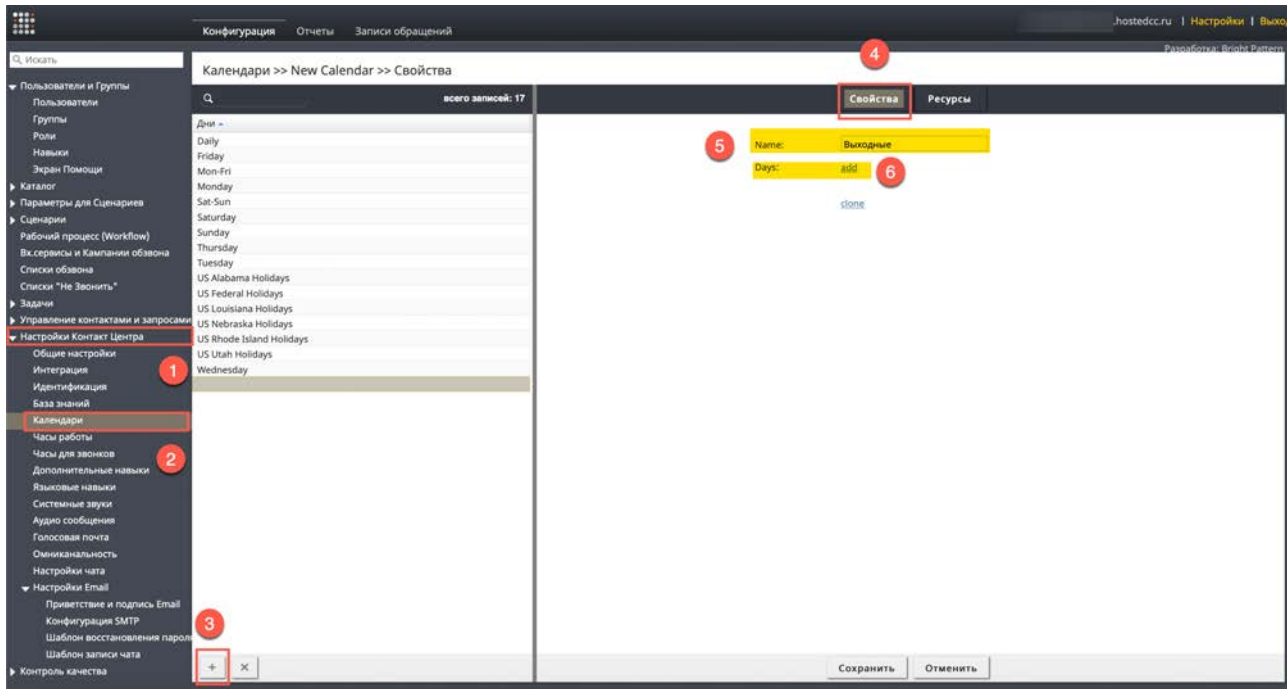 Конфигурация Отчеты Записи обращений
.hostedcc.ru | Настройки | Выхо
Разработка: Bright Pattern
Искать
Календари >> New Calendar >> Свойства
4
Пользователи и Группы
Пользователи
Группы
Роли
Навыки
Экран Помощи
Каталог
Параметры для Сценариев
Сценарии
Рабочий процесс (Workflow)
Вх.сервисы и Кампании обзвона
Списки обзвона
Списки "Не Звонить"
Задачи
Управление контактами и запросами
Настройки Контакт Центра
Общие настройки
Интеграция
1
Идентификация
База знаний
Календари
Часы работы
Часы для звонков
2
Дополнительные навыки
Языковые навыки
Системные звуки
Аудио сообщения
Голосовая почта
Омниканальность
Настройки чата
Настройки Email
Приветствие и подпись Email
Конфигурация SMTP
Шаблон восстановления парол
Шаблон записи чата
Контроль качества
всего записей: 17
Дни
Daily
Friday
Mon-Fri
Monday
Sat-Sun
Saturday
Sunday
Thursday
Tuesday
US Alabama Holidays
US Federal Holidays
US Louisiana Holidays
US Nebraska Holidays
US Rhode Island Holidays
US Utah Holidays
Wednesday
3
+ ×
Свойства Ресурсы
5
Name: Выходные
Days: add
6
clone
Сохранить Отменить